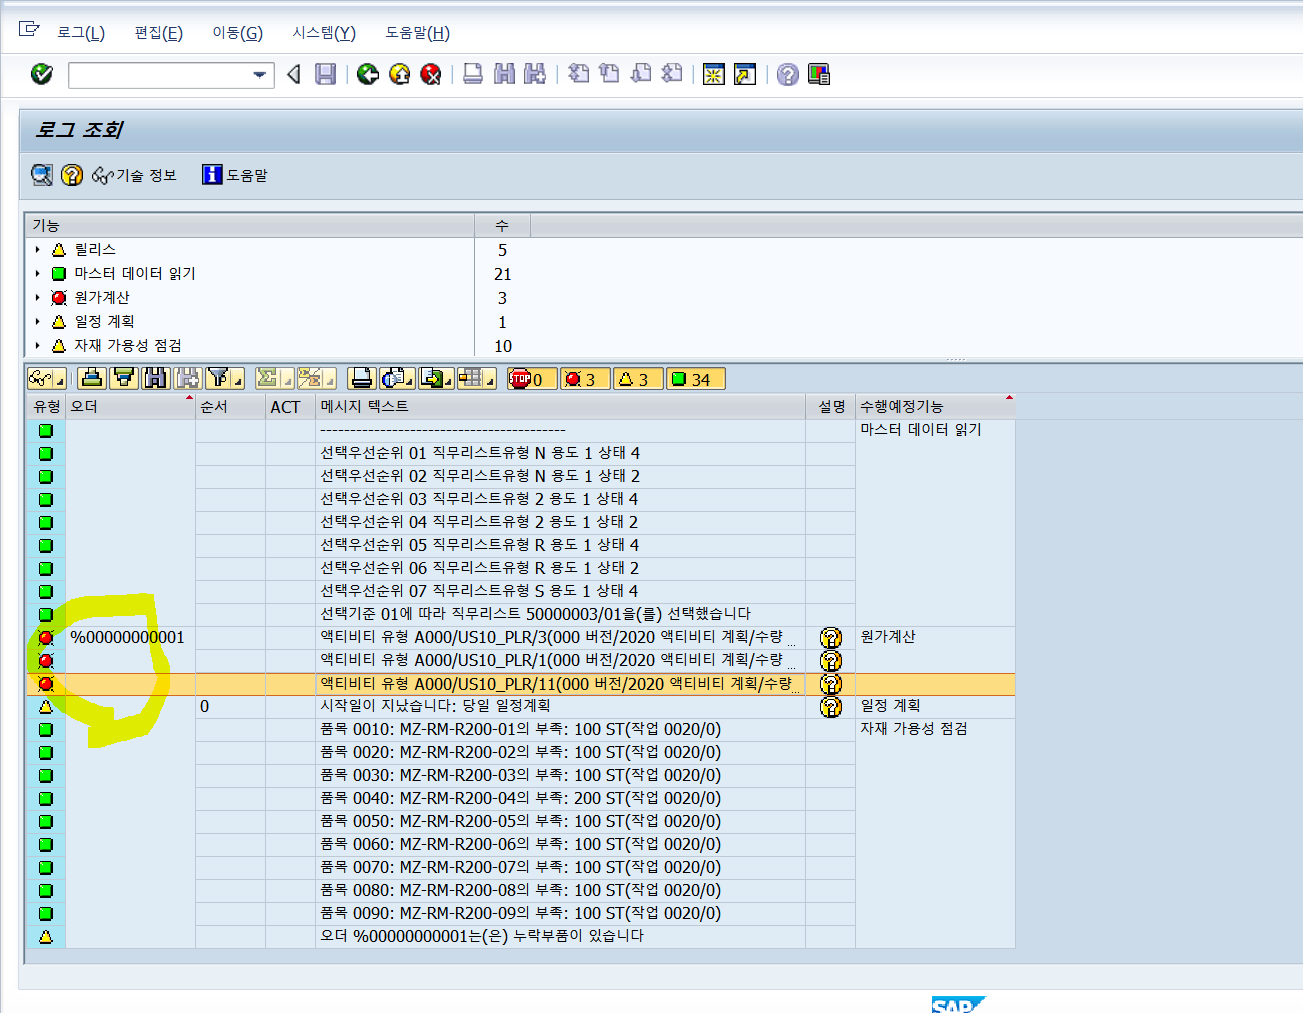 로그(L) 편집(E) 이동(G) 시스템(Y) 도움말(H)
로그 조회
기술 정보 도움말
기능 수
릴리스 5
마스터 데이터 읽기 21
원가계산 3
일정 계획 1
자재 가용성 점검 10
STOP 0 3 3 34
유형 오더 순서 ACT 메시지 텍스트 설명 수행예정기능
----------------------------------------- 마스터 데이터 읽기
선택우선순위 01 직무리스트유형 N 용도 1 상태 4
선택우선순위 02 직무리스트유형 N 용도 1 상태 2
선택우선순위 03 직무리스트유형 2 용도 1 상태 4
선택우선순위 04 직무리스트유형 2 용도 1 상태 2
선택우선순위 05 직무리스트유형 R 용도 1 상태 4
선택우선순위 06 직무리스트유형 R 용도 1 상태 2
선택우선순위 07 직무리스트유형 S 용도 1 상태 4
선택기준 01에 따라 직무리스트 50000003/01을(를) 선택했습니다
%00000000001 액티비티 유형 A000/US10_PLR/3(000 버전/2020 액티비티 계획/수량 ... 원가계산
액티비티 유형 A000/US10_PLR/1(000 버전/2020 액티비티 계획/수량 ...
액티비티 유형 A000/US10_PLR/11(000 버전/2020 액티비티 계획/수량...
0 시작일이 지났습니다: 당일 일정계획 일정 계획
품목 0010: MZ-RM-R200-01의 부족: 100 ST(작업 0020/0) 자재 가용성 점검
품목 0020: MZ-RM-R200-02의 부족: 100 ST(작업 0020/0)
품목 0030: MZ-RM-R200-03의 부족: 100 ST(작업 0020/0)
품목 0040: MZ-RM-R200-04의 부족: 200 ST(작업 0020/0)
품목 0050: MZ-RM-R200-05의 부족: 100 ST(작업 0020/0)
품목 0060: MZ-RM-R200-06의 부족: 100 ST(작업 0020/0)
품목 0070: MZ-RM-R200-07의 부족: 100 ST(작업 0020/0)
품목 0080: MZ-RM-R200-08의 부족: 100 ST(작업 0020/0)
품목 0090: MZ-RM-R200-09의 부족: 100 ST(작업 0020/0)
오더 %00000000001는(은) 누락부품이 있습니다
SAP